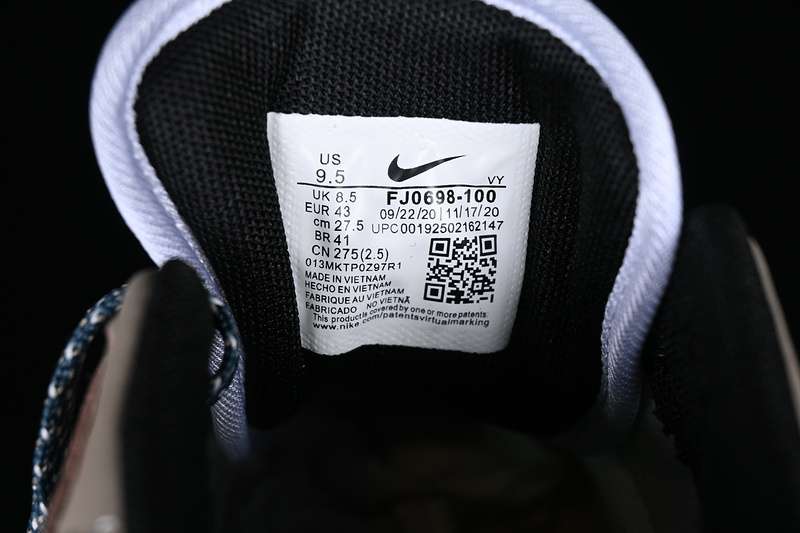 US
9.5
VY
UK 8.5
FJ0698-100
EUR 43
09/22/20 | 11/17/20
cm 27.5
UPC00192502162147
BR 41
CN 275(2.5)
013MKTP0Z97R1
MADE IN VIETNAM
HECHO EN VIETNAM
FABRIQUE AU VIETNAM
FABRICADO NO VIETNÃ
This product is covered by one or more patents.
www.nike.com/patentsvirtualmarking